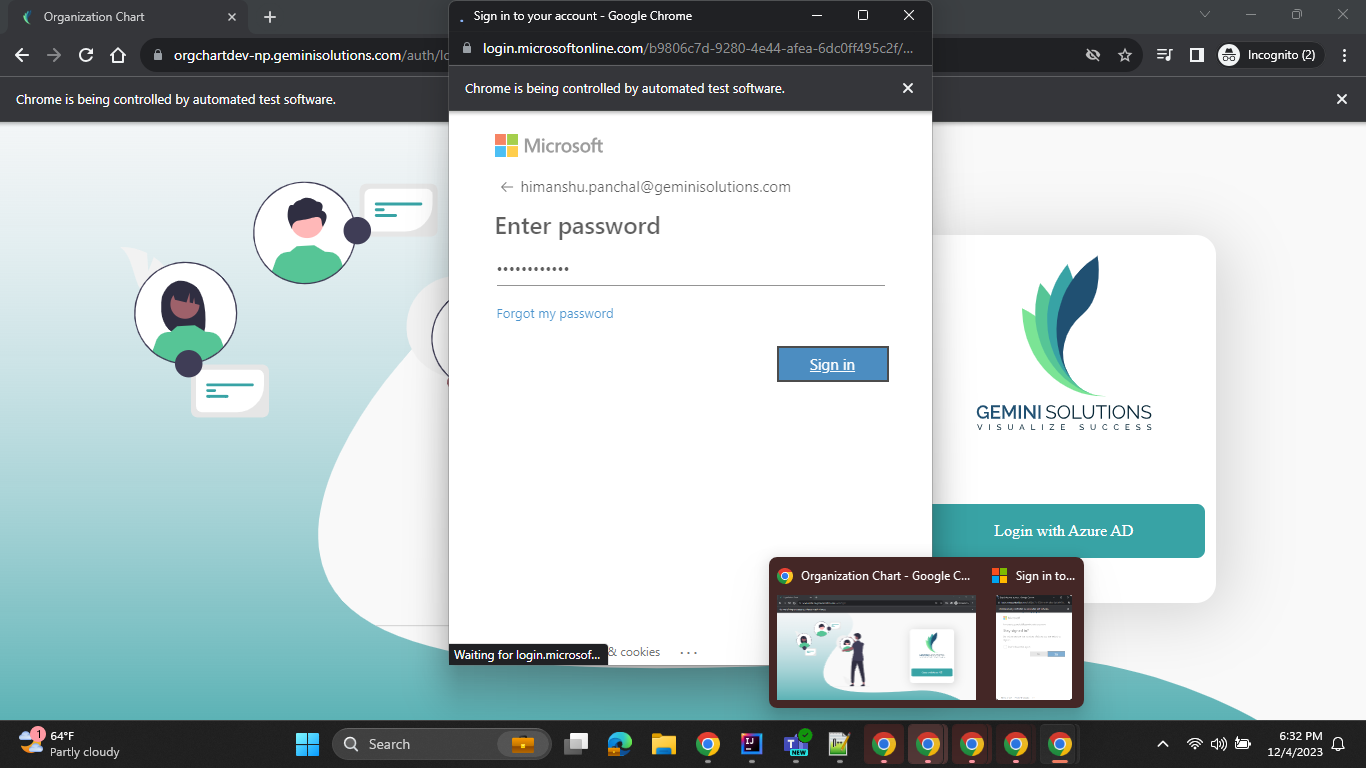 Organization Chart
Sign in to your account - Google Chrome
orgchartdev-np.geminisolutions.com/auth/lo
login.microsoftonline.com/b9806c7d-9280-4e44-afea-6dc0ff495c2f/...
Incognito (2)
Chrome is being controlled by automated test software.
Chrome is being controlled by automated test software.
Microsoft
himanshu.panchal@geminisolutions.com
Enter password
Forgot my password
Sign in
GEMINI SOLUTIONS
VISUALIZE SUCCESS
Login with Azure AD
Organization Chart - Google C...
Sign in to...
Waiting for login.microsof...
& cookies
...
1
64°F
Partly cloudy
Search
NEW
6:32 PM
12/4/2023